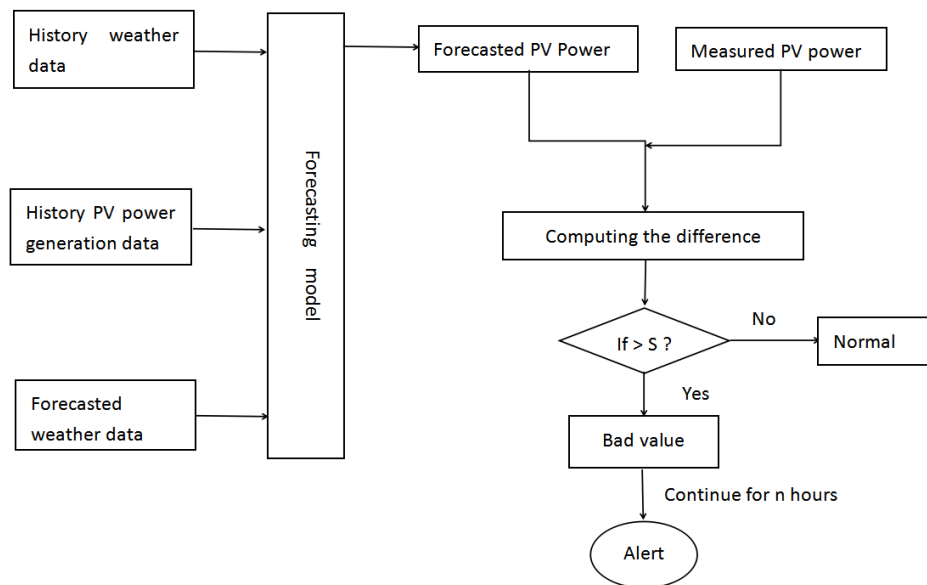 History weather
data
Forecasted PV Power
Measured PV power
Forecasting model
History PV power
generation data
Computing the difference
If > S ?
No
Normal
Yes
Forecasted
weather data
Bad value
Continue for n hours
Alert